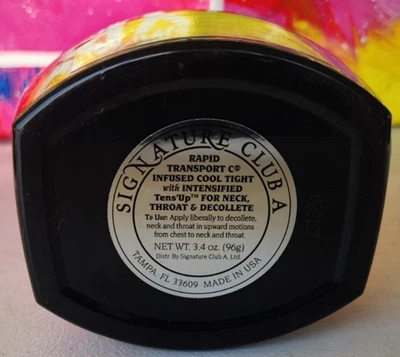 SIGNATURE CLUB A
RAPID
TRANSPORT C®
INFUSED COOL TIGHT
with INTENSIFIED
Tens'Up™ FOR NECK,
THROAT & DECOLLETE
To Use: Apply liberally to decollete,
neck and throat in upward motions
from chest to neck and throat.
NET WT. 3.4 oz. (96g)
Distr. By Signature Club A, Ltd.
TAMPA, FL 33609 MADE IN USA